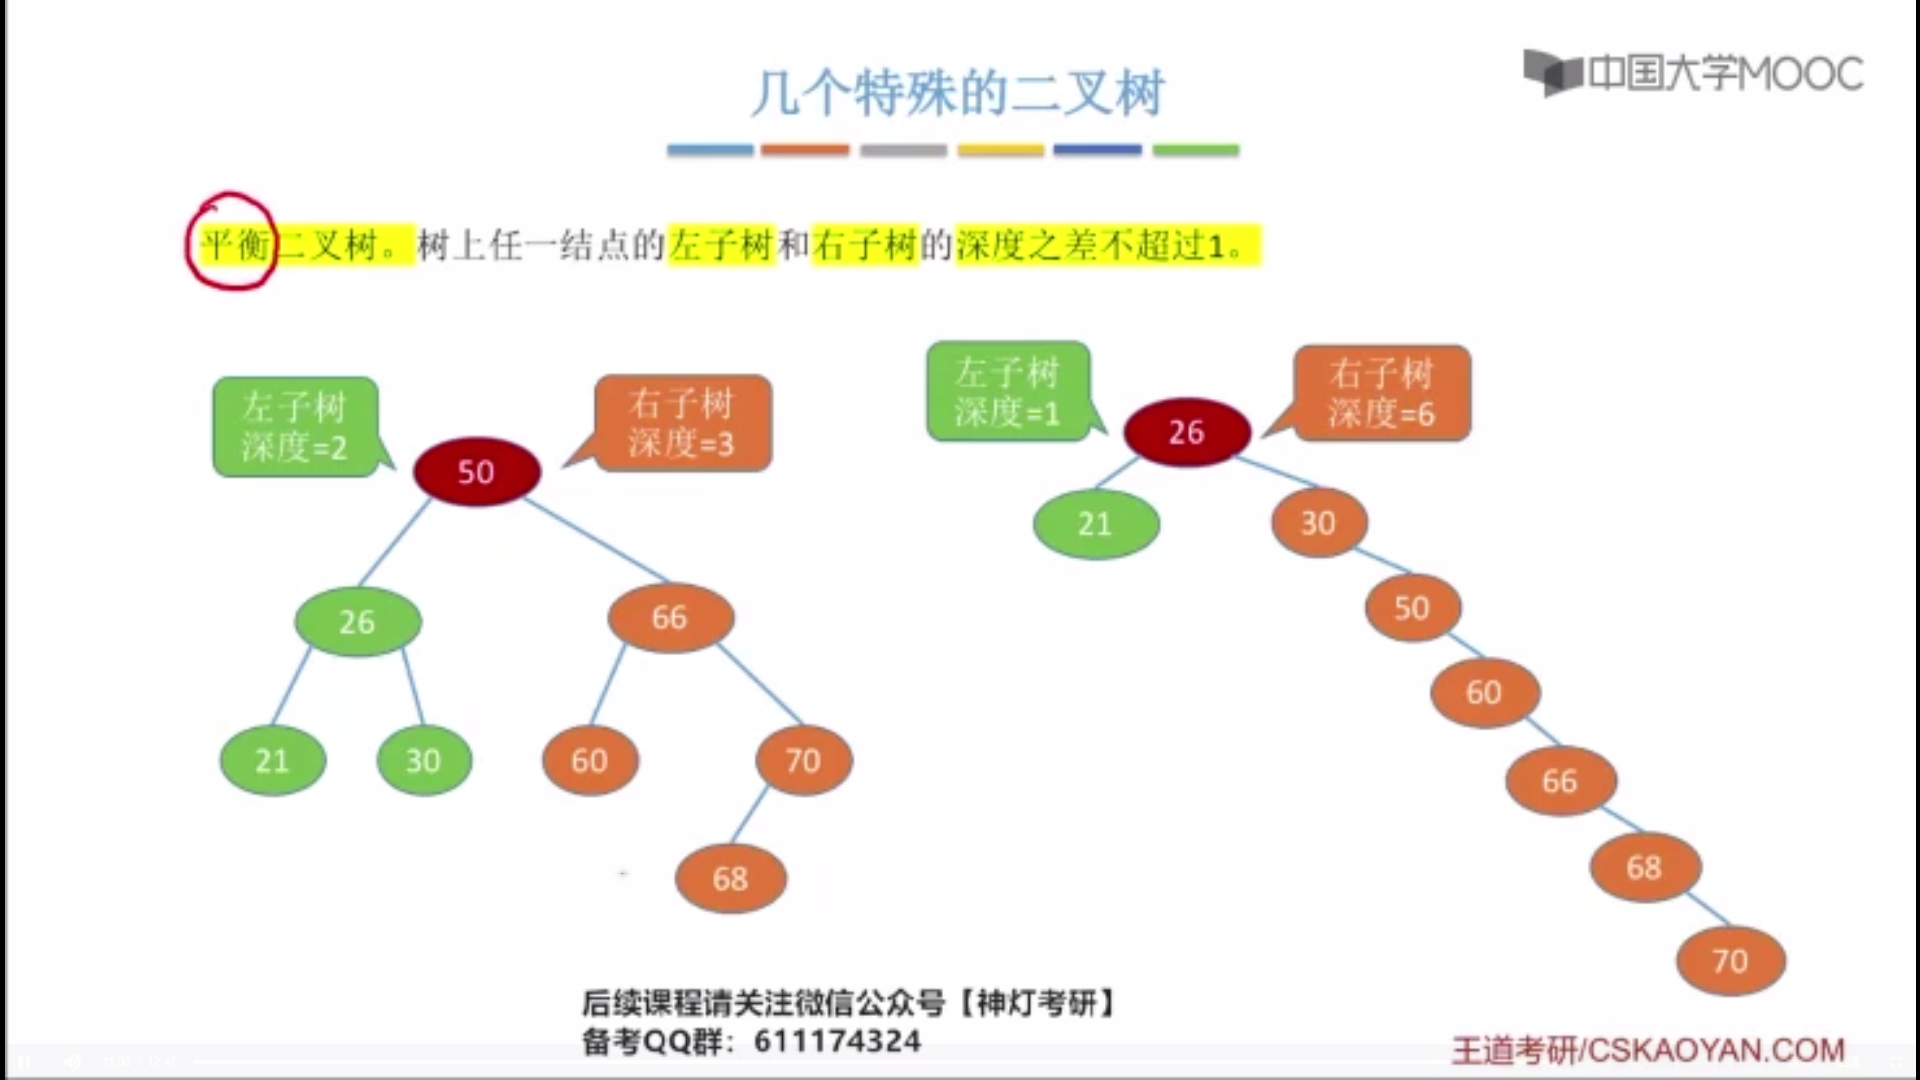 几个特殊的二叉树
中国大学MOOC
平衡二叉树。树上任一结点的左子树和右子树的深度之差不超过1。
左子树
深度=2
右子树
深度=3
50
26
66
21
30
60
70
68
左子树
深度=1
右子树
深度=6
26
21
30
50
60
66
68
70
后续课程请关注微信公众号【神灯考研】
备考QQ群：611174324
王道考研/CSKAOYAN.COM